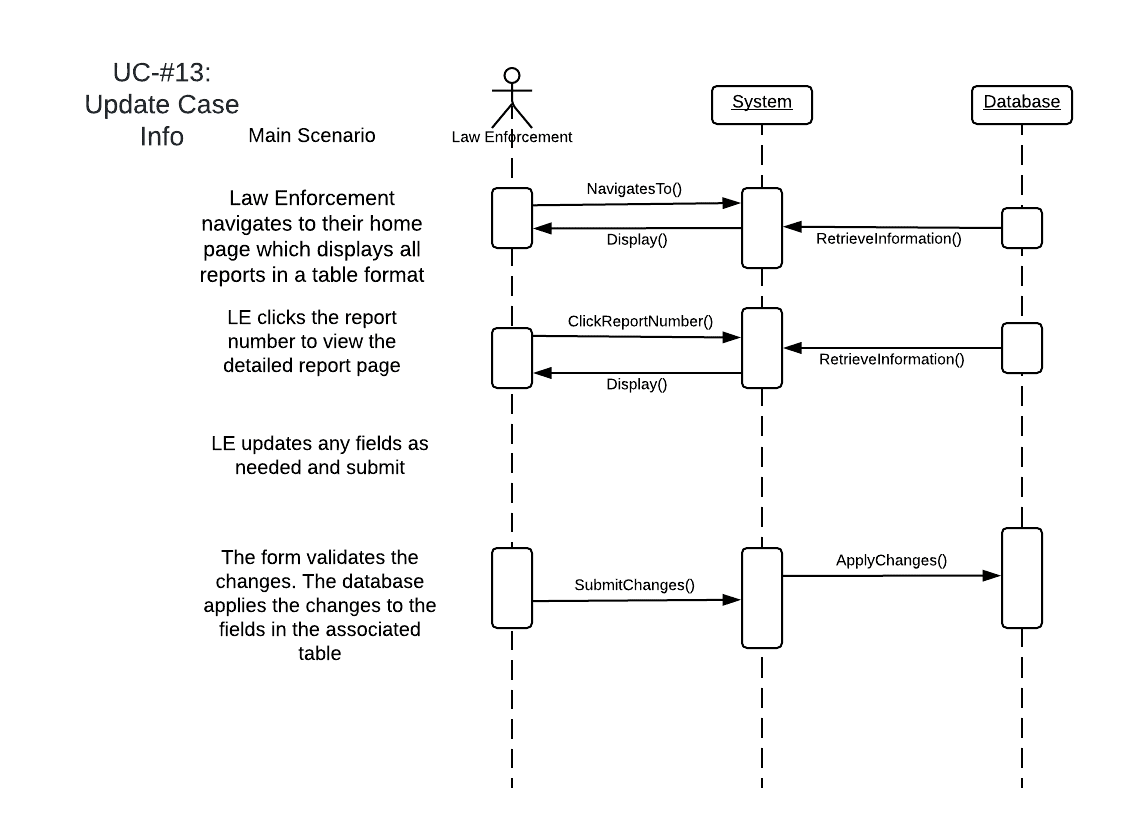 UC-#13:
Update Case
Info
Main Scenario
Law Enforcement
System
Database
Law Enforcement
navigates to their home
page which displays all
reports in a table format
NavigatesTo()
Display()
RetrieveInformation()
LE clicks the report
number to view the
detailed report page
ClickReportNumber()
RetrieveInformation()
Display()
LE updates any fields as
needed and submit
The form validates the
changes. The database
applies the changes to the
fields in the associated
table
SubmitChanges()
ApplyChanges()